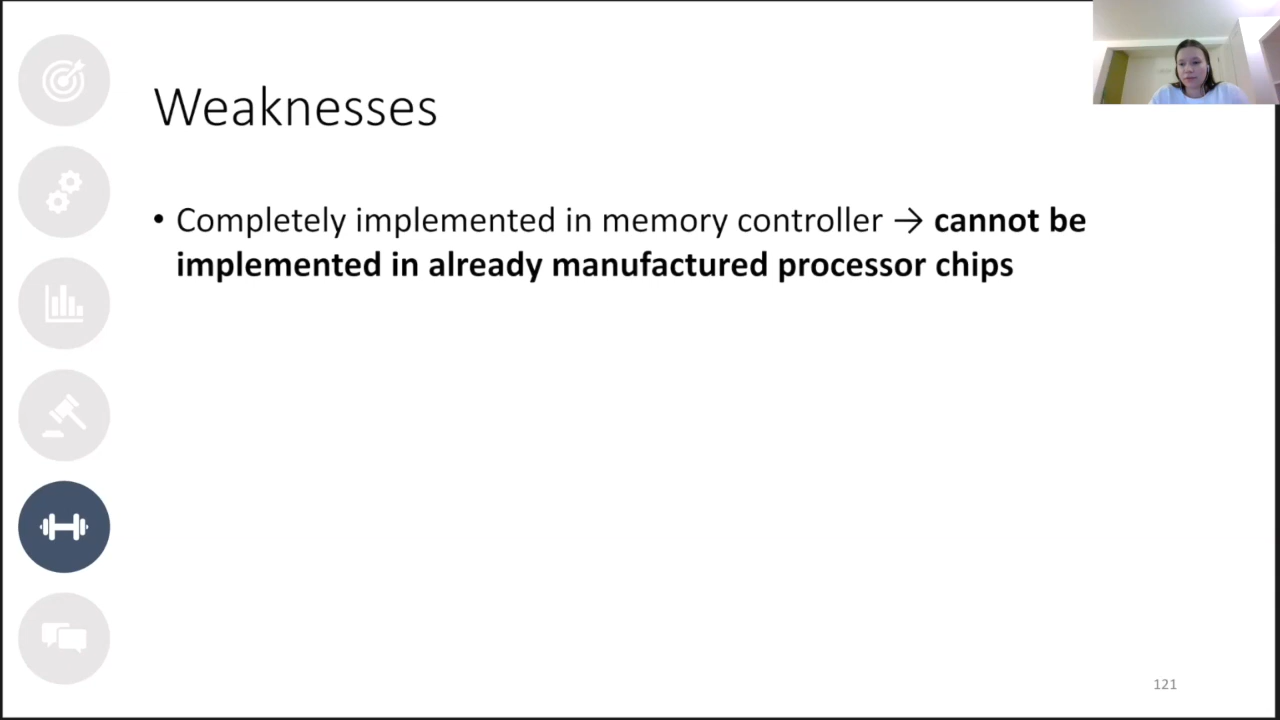 Weaknesses
• Completely implemented in memory controller → cannot be
implemented in already manufactured processor chips
121